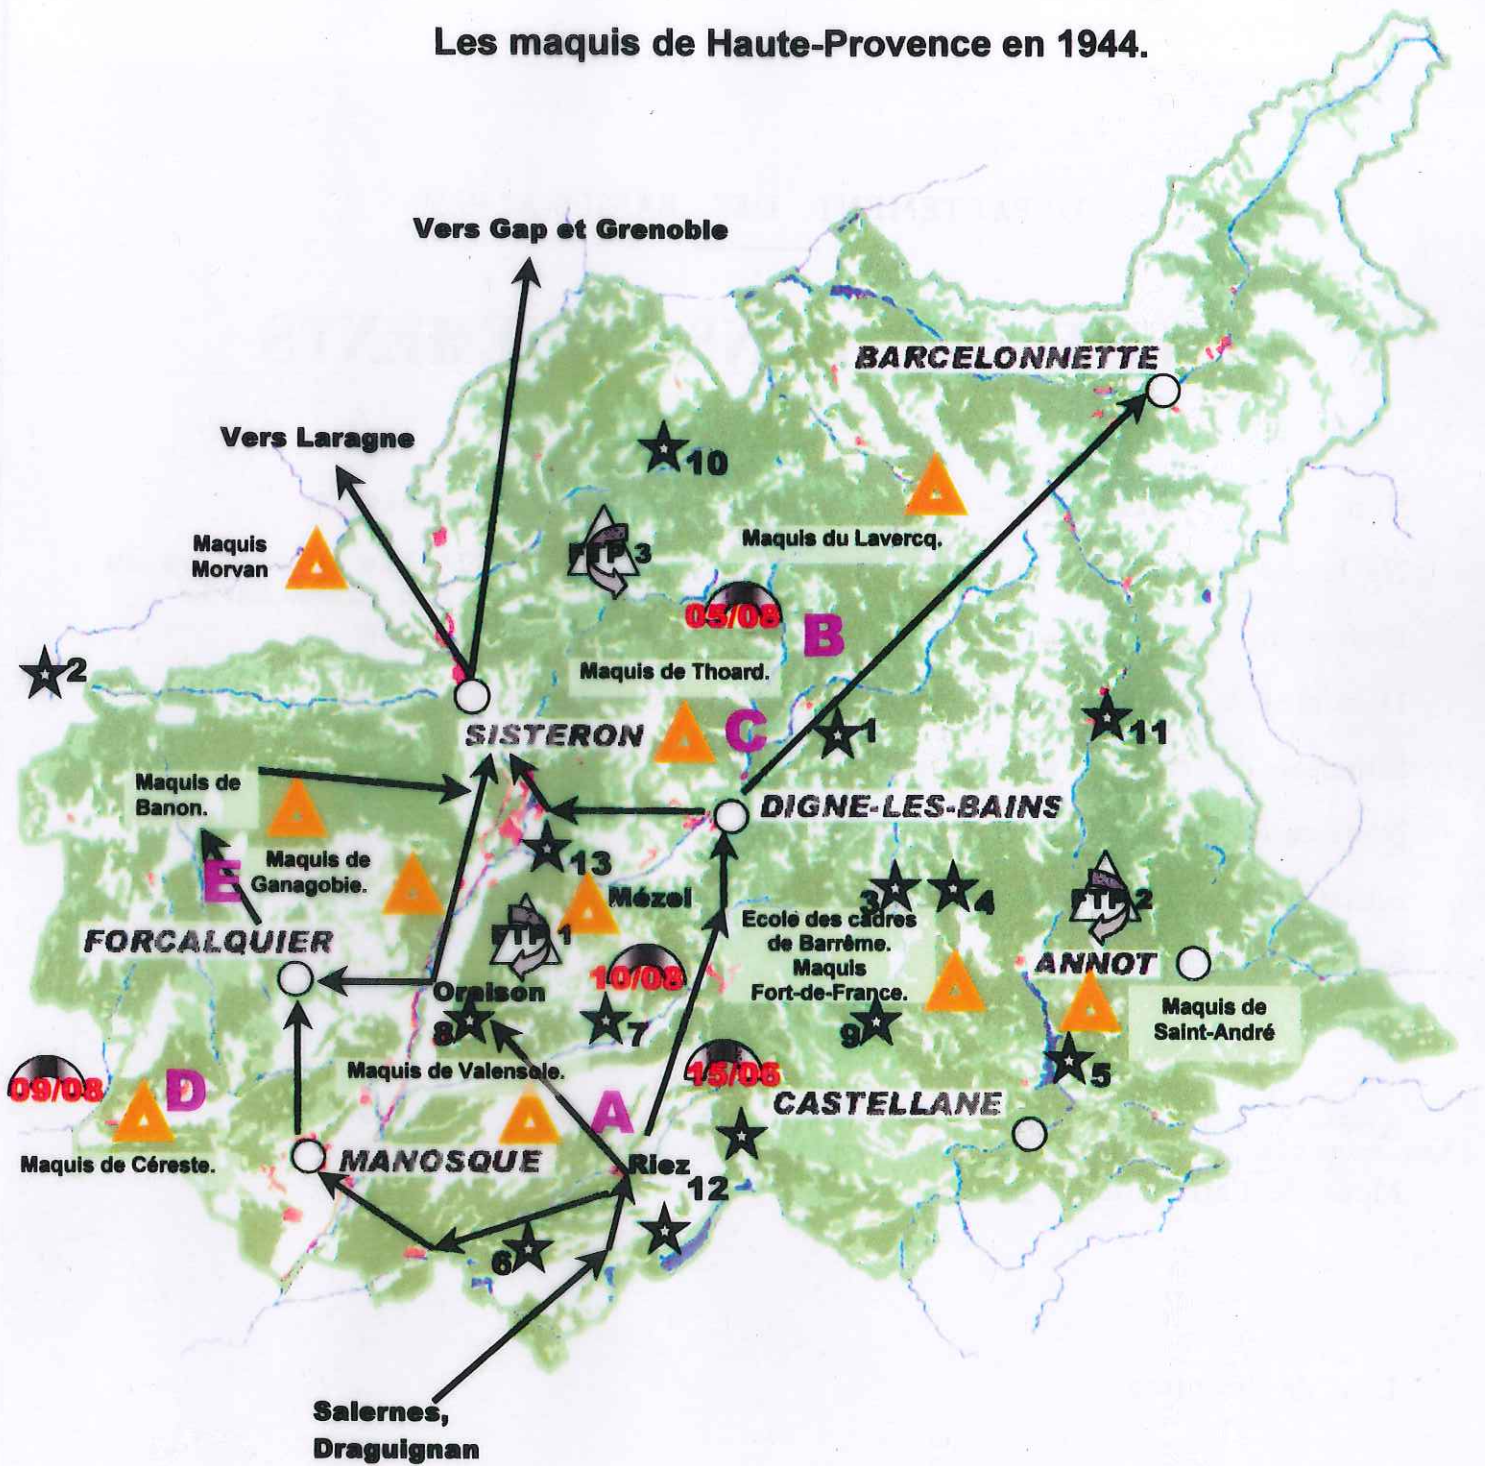 Les maquis de Haute-Provence en 1944.
Vers Gap et Grenoble
BARCELONNETTE
Vers Laragne
10
Maquis du Lavercq.
Maquis
Morvan
FTP 3
05/08
B
2
Maquis de Thoard.
C
1
11
SISTERON
Maquis de
Banon.
DIGNE-LES-BAINS
13
Maquis de
Ganagobie.
E
Mézel
3
4
FTP 2
Ecole des cadres
de Barrême.
Maquis
Fort-de-France.
FORCALQUIER
FTP 1
10/08
ANNOT
Oraison
8
7
9
Maquis de
Saint-André
5
Maquis de Valensole.
09/08
D
15/06
A
CASTELLANE
Maquis de Céreste.
MANOSQUE
Riez
12
6
Salernes,
Draguignan